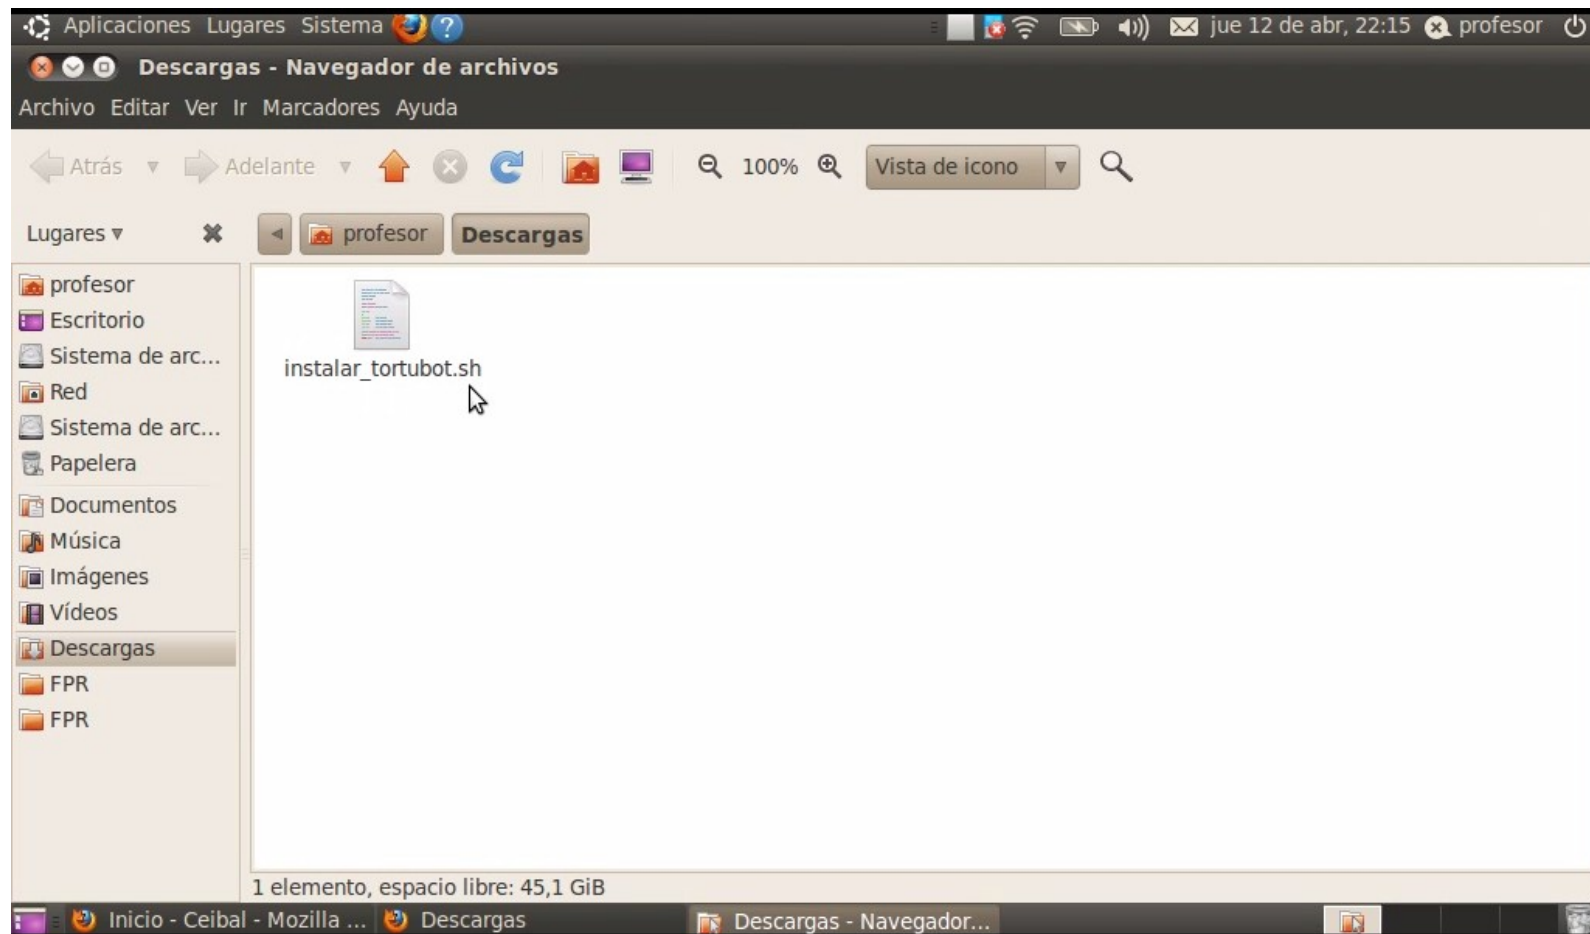 Aplicaciones Lugares Sistema ? jue 12 de abr, 22:15 profesor
Descargas - Navegador de archivos
Archivo Editar Ver Ir Marcadores Ayuda
Atrás Adelante 100% Vista de icono
Lugares profesor Descargas
profesor
Escritorio
Sistema de arc...
Red
Sistema de arc...
Papelera
Documentos
Música
Imágenes
Vídeos
Descargas
FPR
FPR
instalar_tortubot.sh
1 elemento, espacio libre: 45,1 GiB
Inicio - Ceibal - Mozilla ... Descargas Descargas - Navegador...